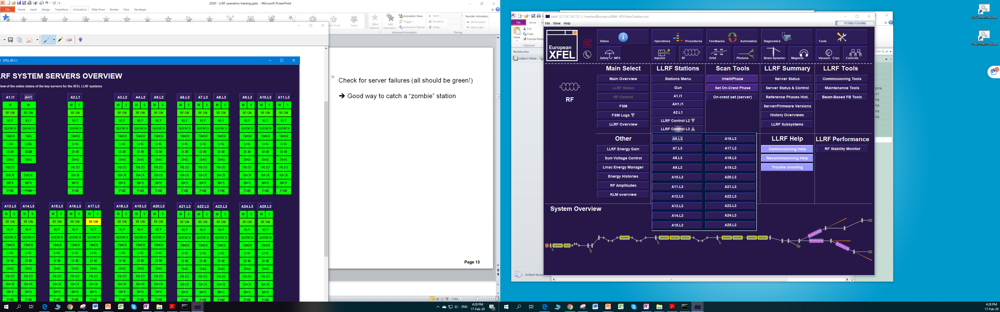 2020 - LLRF operators training.pptx - Microsoft PowerPoint
File Home Insert Design Transitions Animations Slide Show Review View Developer
Pulse Teeter
Effect Options
Add Animation
Animation Pane
Trigger
Animation Painter
Advanced Animation
Start:
Duration:
Delay:
Timing
Reorder Animation
Move Earlier
Move Later
XFEL.RF///
LRF SYSTEM SERVERS OVERVIEW
view of the online status of the key servers for the XFEL LLRF systems
A1.I1 AH1 A2.L1 A3.L2 A4.L2 A5.L2 A6.L3 A7.L3 A8.L3 A9.L3 A10.L3 A11.L3
M M M S M S M S M S M S M S M S M S M S M S
RF ON RF ON RF ON RF ON RF ON RF ON RF ON RF ON RF ON RF ON RF ON RF ON
KLY KLY KLY KLY KLY KLY KLY KLY KLY KLY KLY KLY
QUENCH QUENCH QUENCH QUENCH QUENCH QUENCH QUENCH QUENCH QUENCH QUENCH QUENCH QUENCH
TIMER TMG TIMER TIMER TIMER TIMER TIMER TIMER TIMER TIMER TIMER TIMER
LOG LOG LOG LOG LOG LOG LOG LOG LOG LOG LOG LOG
DCM DCM DCM DCM DCM DCM DCM DCM DCM DCM DCM DCM
DIAG DIAG DIAG DIAG DIAG DIAG DIAG DIAG DIAG DIAG DIAG DIAG
PIEZO PIEZO PIEZO PIEZO PIEZO PIEZO PIEZO PIEZO PIEZO PIEZO PIEZO
RACK RACK RACK RACK RACK RACK RACK RACK RACK RACK RACK RACK
MPS MPS MPS MPS MPS MPS MPS MPS MPS MPS MPS MPS
PSM PSM PSM PSM PSM PSM PSM PSM PSM PSM PSM PSM
A13.L3 A14.L3 A15.L3 A16.L3 A17.L3 A18.L3 A19.L3 A20.L3 A21.L3 A22.L3 A23.L3 A24.L3 A25.L3
M S M S M S M S M S M S M S M S M S M S M S M S M S
RF ON RF ON RF ON RF ON RF ON RF ON RF ON RF ON RF ON RF ON RF ON RF ON RF ON
KLY KLY KLY KLY KLY KLY KLY KLY KLY KLY KLY KLY KLY
QUENCH QUENCH QUENCH QUENCH QUENCH QUENCH QUENCH QUENCH QUENCH QUENCH QUENCH QUENCH QUENCH
TIMER TIMER TIMER TIMER TIMER TIMER TIMER TIMER TIMER TIMER TIMER TIMER TIMER
LOG LOG LOG LOG LOG LOG LOG LOG LOG LOG LOG LOG LOG
DCM DCM DCM DCM DCM DCM DCM DCM DCM DCM DCM DCM DCM
DIAG DIAG DIAG DIAG DIAG DIAG DIAG DIAG DIAG DIAG DIAG DIAG DIAG
PIEZO PIEZO PIEZO PIEZO PIEZO PIEZO PIEZO PIEZO PIEZO PIEZO PIEZO PIEZO PIEZO
RACK RACK RACK RACK RACK RACK RACK RACK RACK RACK RACK RACK RACK
MPS MPS MPS MPS MPS MPS MPS MPS MPS MPS MPS MPS MPS
PSM PSM PSM PSM PSM PSM PSM PSM PSM PSM PSM PSM PSM
1
Check for server failures (all should be green!)
➔ Good way to catch a “zombie” station
Page 13
118%
ENG
4:28 PM
17-Feb-20
File Home
Paste
Cut
Copy
Format Painte
Clipboard
Notebooks:
Julien's Note...
Unfiled Notes
Ctrl+E)
2016
017
018
018
018
018
jddd 13.7/18.7.85 T5.1.2 branlard@mskpcx28966 XFELMainTaskbar.xml
File View Help
101Mb/1984Mb
European
XFEL
Status
Operations Procedures
Feedbacks Automation
Diagnostics
Tools
Safety MPS
Injector
RF
Orbit
Photons
Beam Dynamics
Magnets
Vacuum Cryo
Controls
RF
Main Select
Main Overview
LLRF Status
RF Control
FSM
FSM Logs
LLRF Overview
LLRF Stations
Stations Menu
Gun
A1.I1
AH1.I1
A2.L1
LLRF Control L2
LLRF Control L3
Scan Tools
IntelliPhase
Set On-Crest Phase
On-crest set (server)
LLRF Summary
Server Status
Server Status & Control
Reference Phases Hist.
Server/Firmware Versions
History Overviews
LLRF Subsystems
LLRF Tools
Commissioning Tools
Maintenance Tools
Beam-Based FB Tools
Other
LLRF Energy Gain
Sum Voltage Control
Linac Energy Manager
Energy Histories
RF Amplitudes
KLM overview
A6.L3 A16.L3
A7.L3 A17.L3
A8.L3 A18.L3
A9.L3 A19.L3
A10.L3 A20.L3
A11.L3 A21.L3
A12.L3 A22.L3
A13.L3 A23.L3
A14.L3 A24.L3
A15.L3 A25.L3
LLRF Help
Commissioning Help
Recommissioning Help
Trouble shooting
LLRF Performance
RF Stability Monitor
System Overview
XFEL MainTaskbar
Flash MainTaskbar
17
4:28 PM
17-Feb-20